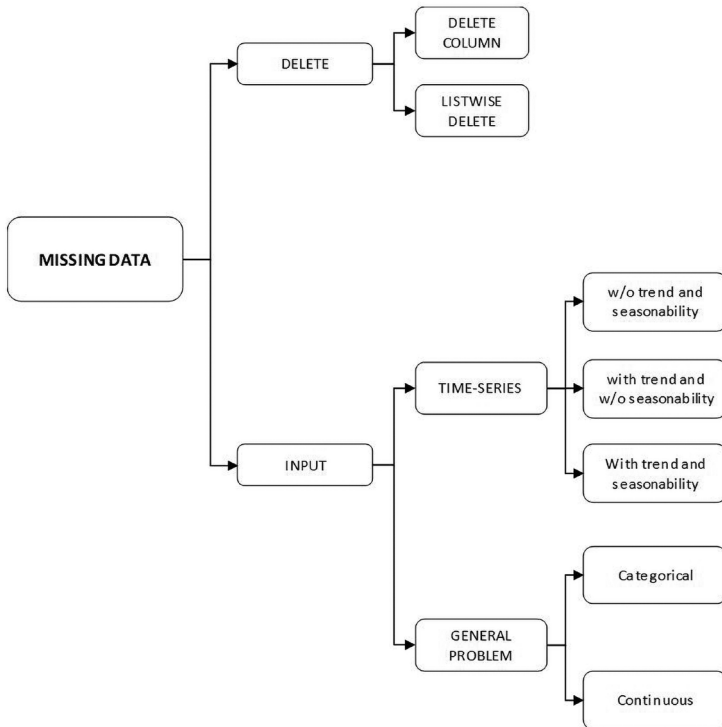 DELETE
COLUMN
DELETE
LISTWISE
DELETE
MISSING DATA
w/o trend and
seasonability
TIME-SERIES
with trend and
w/o seasonability
INPUT
With trend and
seasonability
Categorical
GENERAL
PROBLEM
Continuous